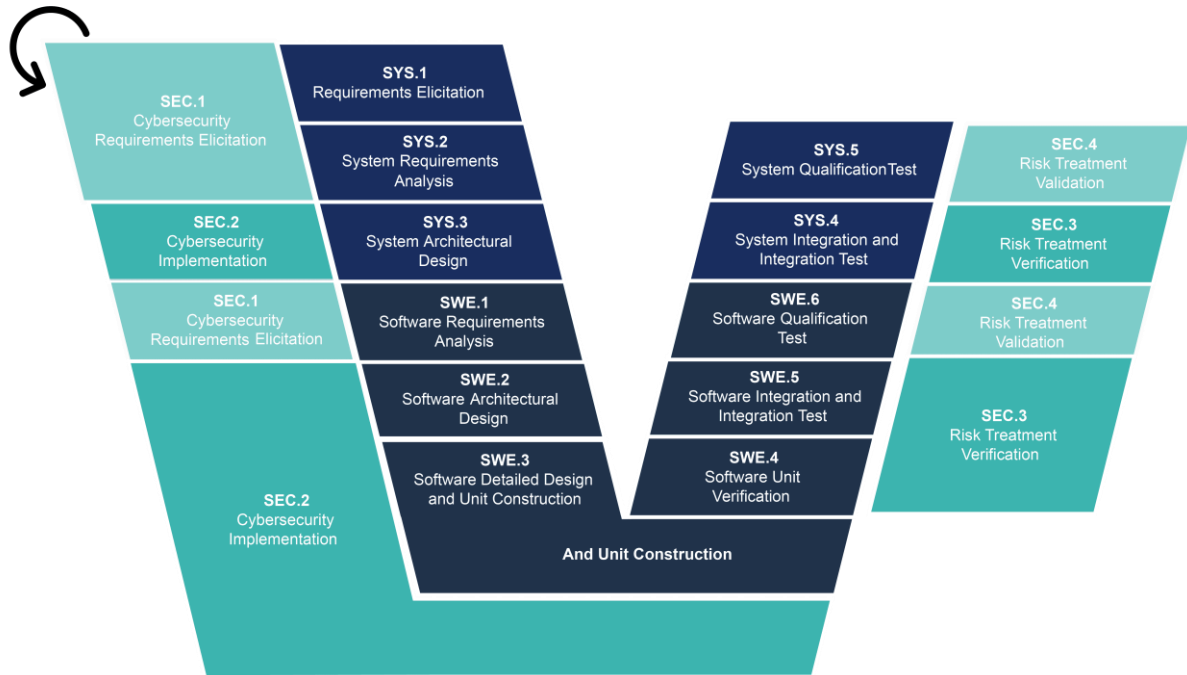 SEC.1
Cybersecurity
Requirements Elicitation
SEC.2
Cybersecurity
Implementation
SEC.1
Cybersecurity
Requirements Elicitation
SEC.2
Cybersecurity
Implementation
SYS.1
Requirements Elicitation
SYS.2
System Requirements
Analysis
SYS.3
System Architectural
Design
SWE.1
Software Requirements
Analysis
SWE.2
Software Architectural
Design
SWE.3
Software Detailed Design
and Unit Construction
And Unit Construction
SYS.5
System Qualification Test
SYS.4
System Integration and
Integration Test
SWE.6
Software Qualification
Test
SWE.5
Software Integration and
Integration Test
SWE.4
Software Unit
Verification
SEC.4
Risk Treatment
Validation
SEC.3
Risk Treatment
Verification
SEC.4
Risk Treatment
Validation
SEC.3
Risk Treatment
Verification